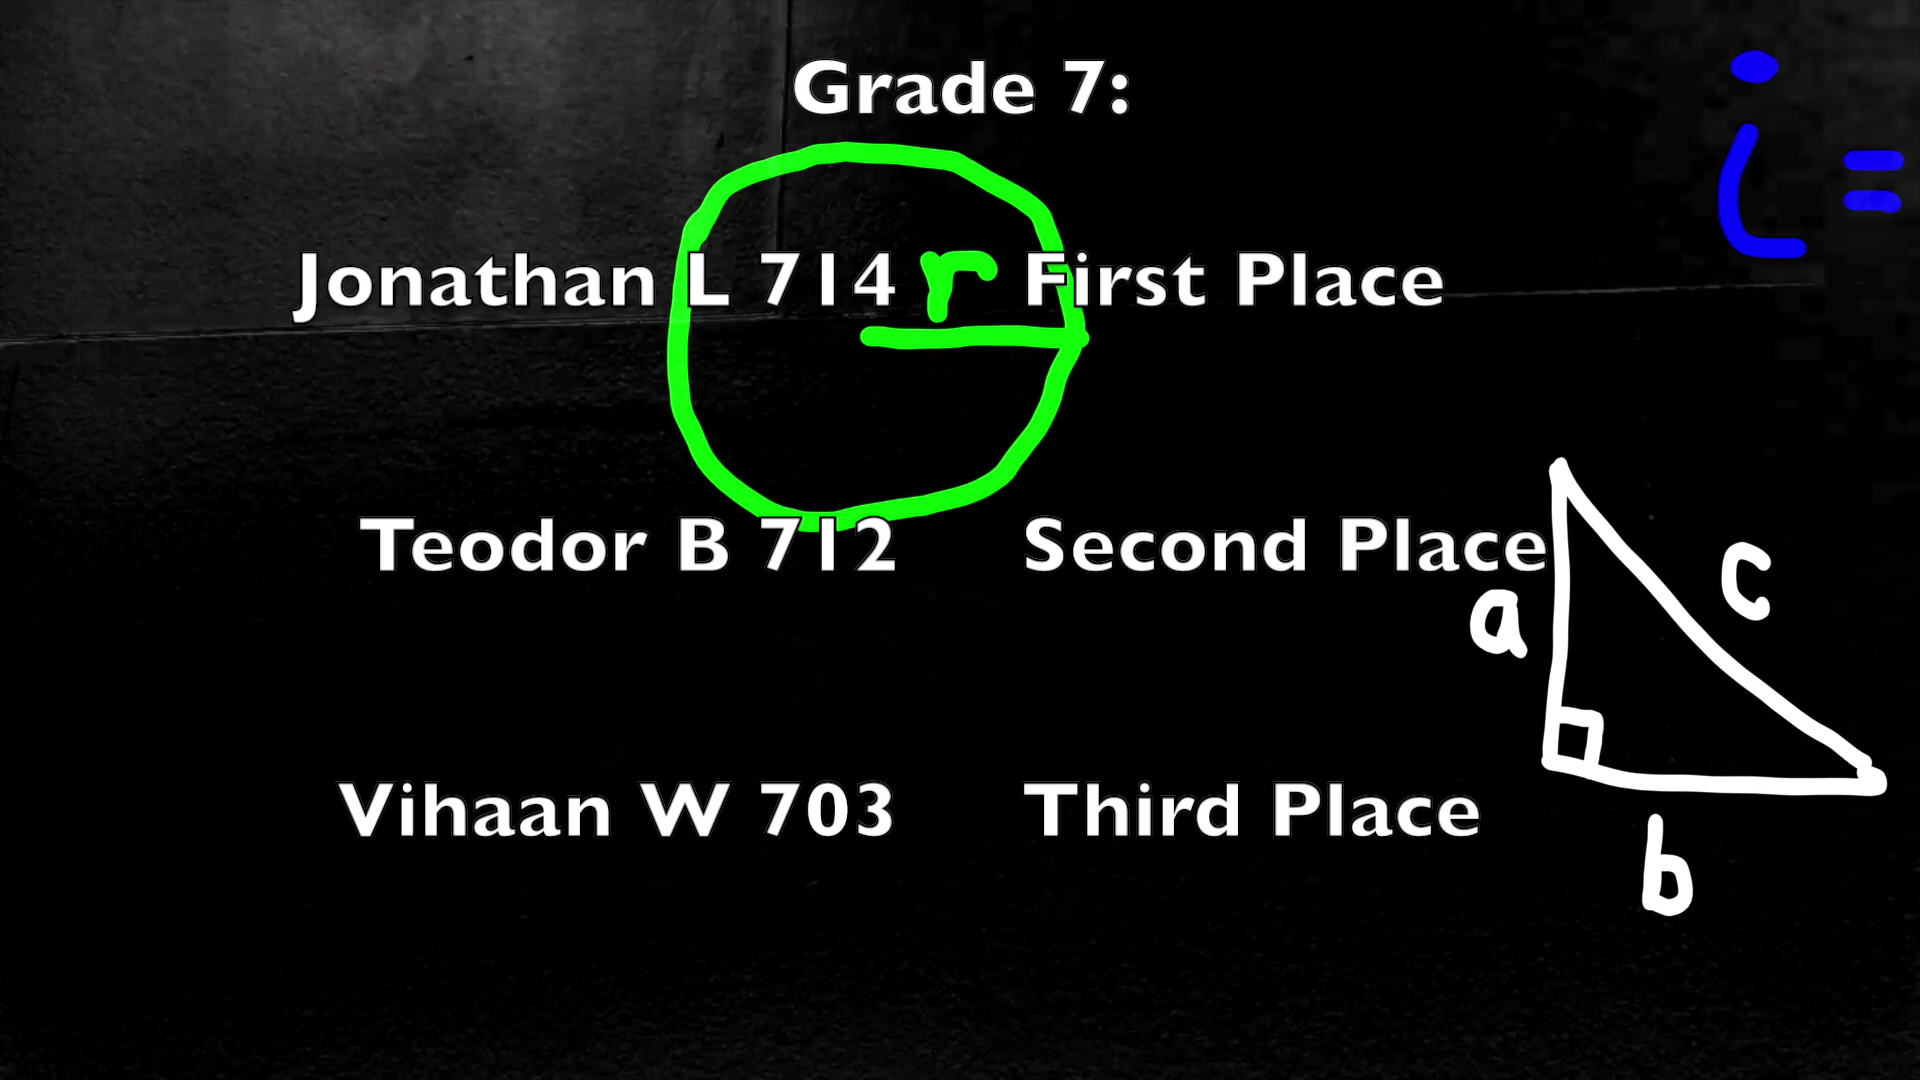 Grade 7:
i =
Jonathan L 714 First Place
r
Teodor B 712 Second Place
a
c
Vihaan W 703 Third Place
b